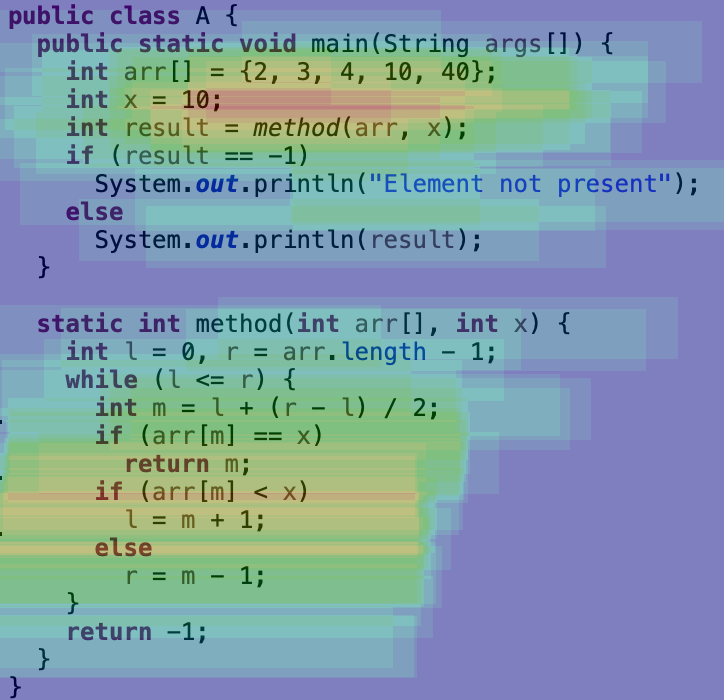 public class A {
  public static void main(String args[]) {
    int arr[] = {2, 3, 4, 10, 40};
    int x = 10;
    int result = method(arr, x);
    if (result == -1)
      System.out.println("Element not present");
    else
      System.out.println(result);
  }

  static int method(int arr[], int x) {
    int l = 0, r = arr.length - 1;
    while (l <= r) {
      int m = l + (r - l) / 2;
      if (arr[m] == x)
        return m;
      if (arr[m] < x)
        l = m + 1;
      else
        r = m - 1;
    }
    return -1;
  }
}